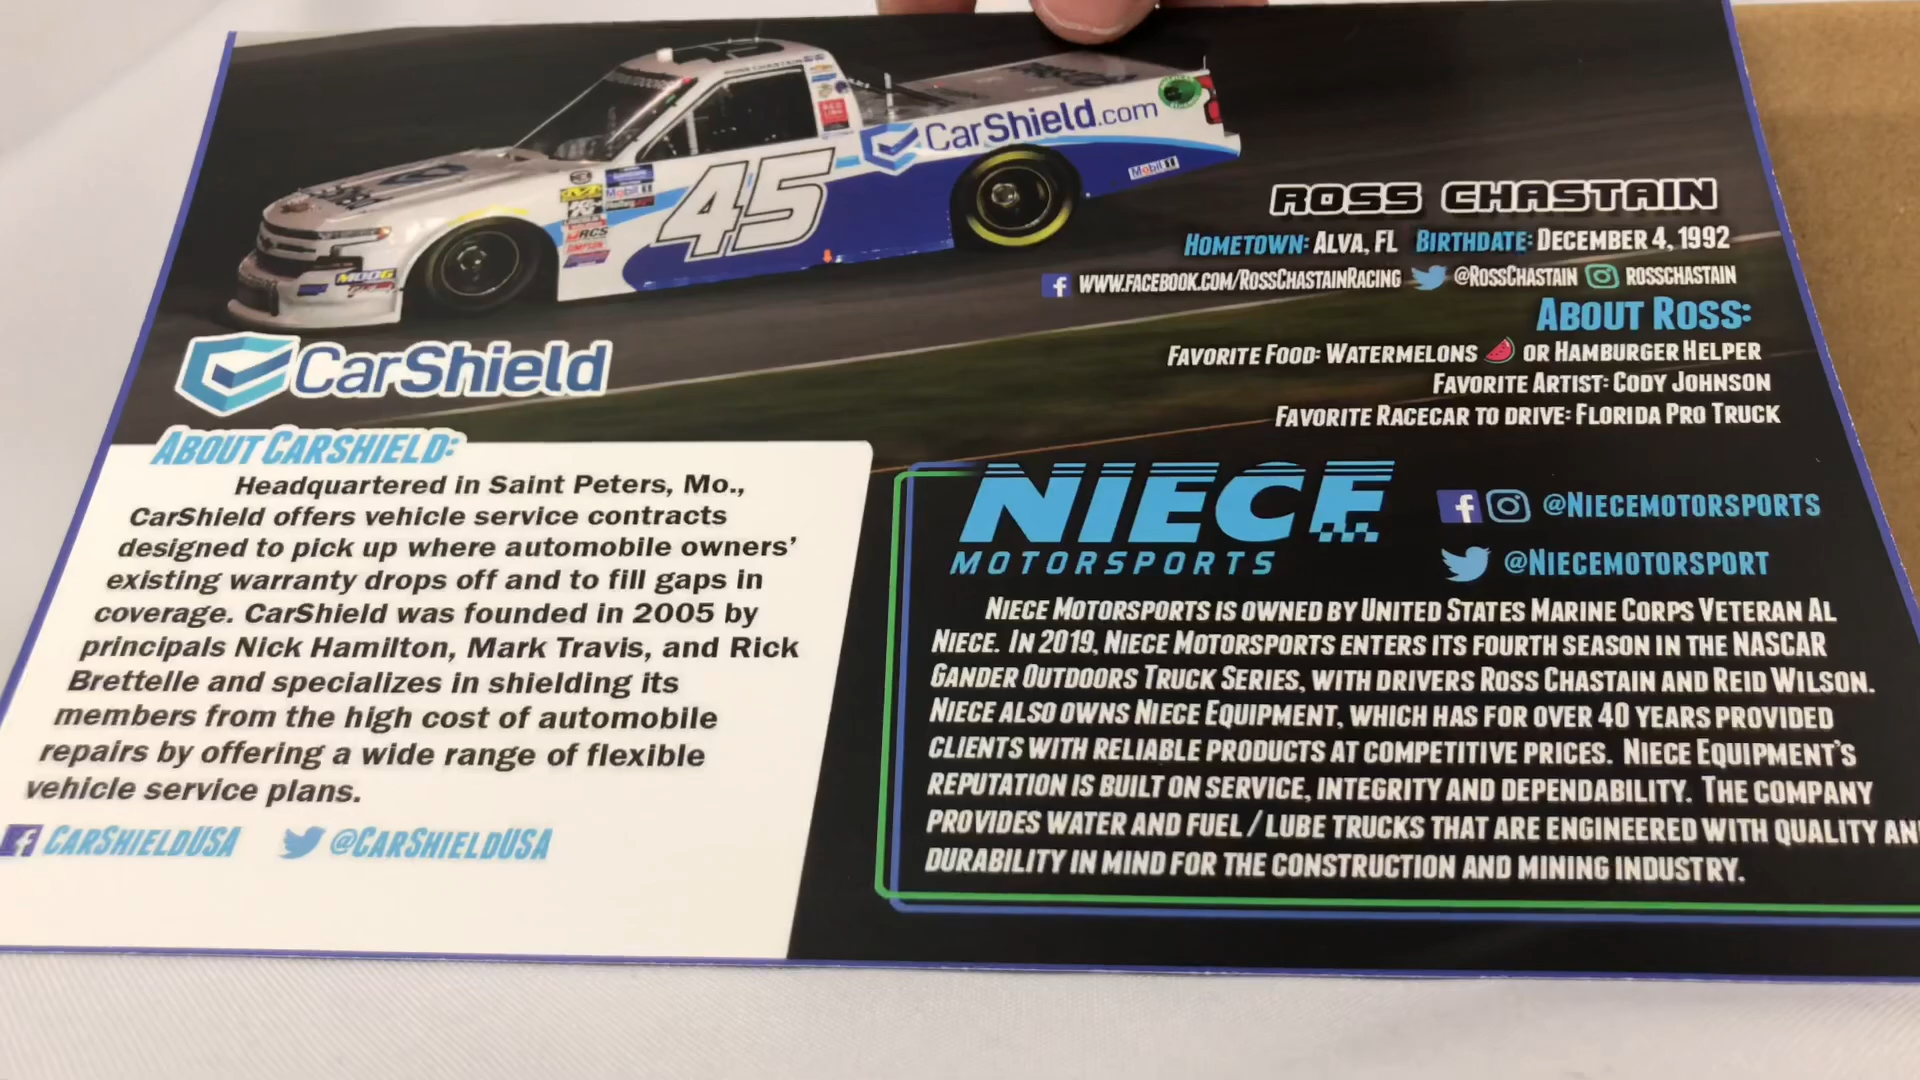 CarShield.com
45
Mobil 1
Mobil 1
K&N
RCS
MOOG
ROSS CHASTAIN
HOMETOWN: ALVA, FL BIRTHDATE: DECEMBER 4, 1992
WWW.FACEBOOK.COM/ROSSCHASTAINRACING @ROSSCHASTAIN ROSSCHASTAIN
ABOUT ROSS:
FAVORITE FOOD: WATERMELONS 🍉 OR HAMBURGER HELPER
FAVORITE ARTIST: CODY JOHNSON
FAVORITE RACECAR TO DRIVE: FLORIDA PRO TRUCK
CarShield
ABOUT CARSHIELD:
Headquartered in Saint Peters, Mo.,
CarShield offers vehicle service contracts
designed to pick up where automobile owners'
existing warranty drops off and to fill gaps in
coverage. CarShield was founded in 2005 by
principals Nick Hamilton, Mark Travis, and Rick
Brettelle and specializes in shielding its
members from the high cost of automobile
repairs by offering a wide range of flexible
vehicle service plans.
CARSHIELDUSA @CARSHIELDUSA
NIECE
MOTORSPORTS
@NIECEMOTORSPORTS
@NIECEMOTORSPORT
NIECE MOTORSPORTS IS OWNED BY UNITED STATES MARINE CORPS VETERAN AL
NIECE. IN 2019, NIECE MOTORSPORTS ENTERS ITS FOURTH SEASON IN THE NASCAR
GANDER OUTDOORS TRUCK SERIES, WITH DRIVERS ROSS CHASTAIN AND REID WILSON.
NIECE ALSO OWNS NIECE EQUIPMENT, WHICH HAS FOR OVER 40 YEARS PROVIDED
CLIENTS WITH RELIABLE PRODUCTS AT COMPETITIVE PRICES. NIECE EQUIPMENT'S
REPUTATION IS BUILT ON SERVICE, INTEGRITY AND DEPENDABILITY. THE COMPANY
PROVIDES WATER AND FUEL/LUBE TRUCKS THAT ARE ENGINEERED WITH QUALITY AN
DURABILITY IN MIND FOR THE CONSTRUCTION AND MINING INDUSTRY.